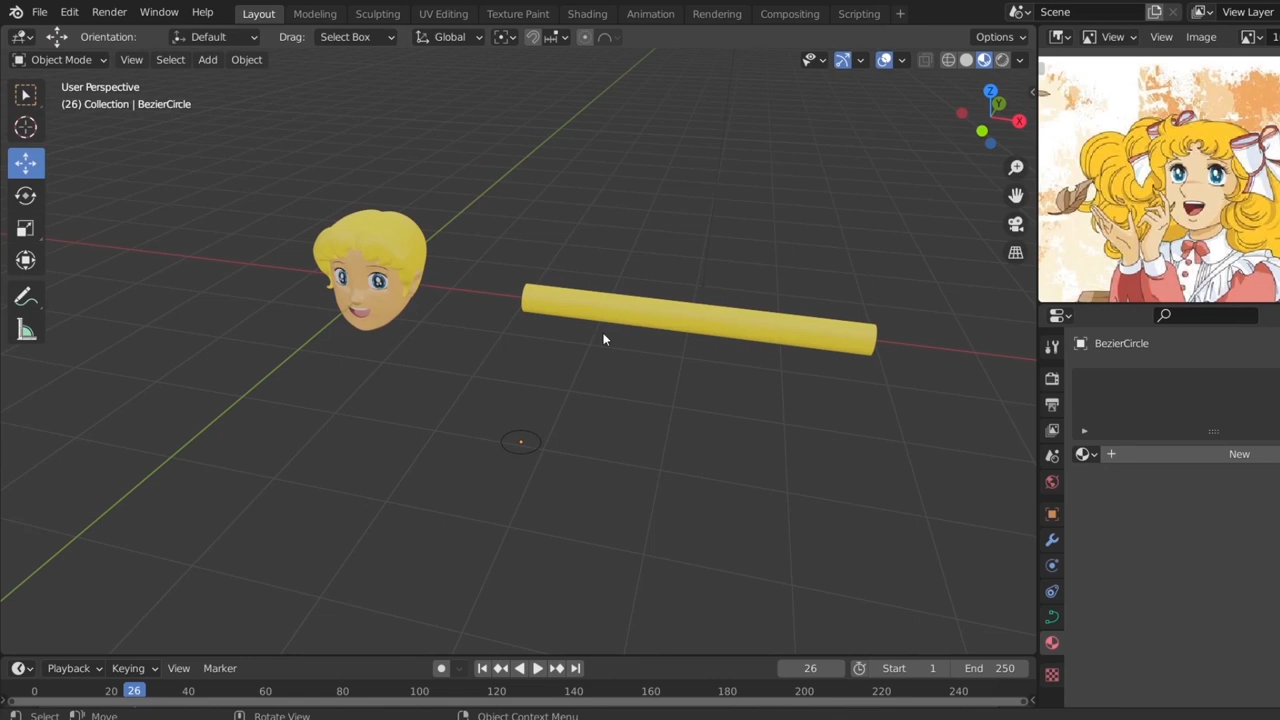 File Edit Render Window Help Layout Modeling Sculpting UV Editing Texture Paint Shading Animation Rendering Compositing Scripting + Scene View Layer
Orientation: Default Drag: Select Box Global Options View View Image
Object Mode View Select Add Object
User Perspective
(26) Collection | BezierCircle
Z
Y
X
BezierCircle
+ New
Playback Keying View Marker 26 Start 1 End 250
0 20 26 40 60 80 100 120 140 160 180 200 220 240
Select Move Rotate View Object Context Menu